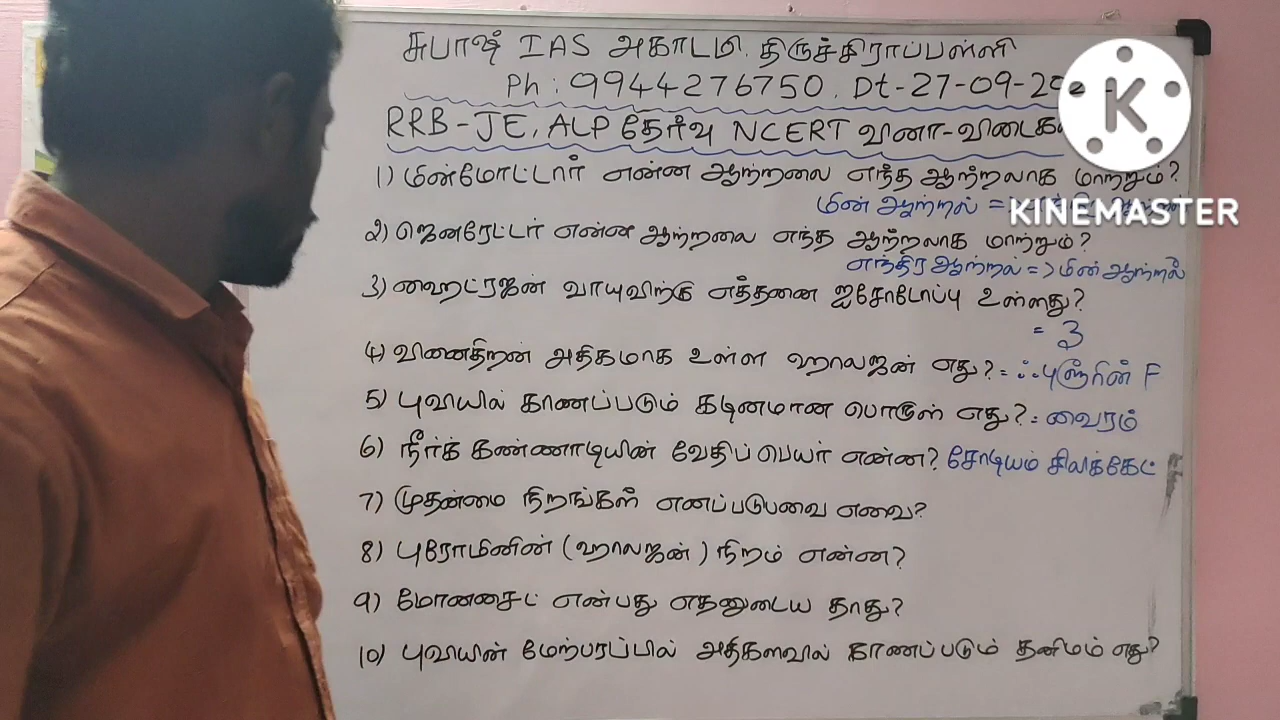 சுபாஷ் IAS அகாடமி, திருச்சிராப்பள்ளி
Ph : 9944276750. Dt-27-09-20
RRB-JE, ALP தேர்வு NCERT வினா-விடைகள்
1) மின்மோட்டார் என்ன ஆற்றலை எந்த ஆற்றலாக மாற்றும்?
மின் ஆற்றல் =
2) ஜெனரேட்டர் என்ன ஆற்றலை எந்த ஆற்றலாக மாற்றும்?
எந்திர ஆற்றல் => மின் ஆற்றல்
3) ஹைட்ரஜன் வாயுவிற்கு எத்தனை ஐசோடோப்பு உள்ளது?
= 3
4) வினைதிறன் அதிகமாக உள்ள ஹாலஜன் எது? = ஃபுளூரின் F
5) புவியில் காணப்படும் கடினமான பொருள் எது? = வைரம்
6) நீர்க் கண்ணாடியின் வேதிப் பெயர் என்ன? சோடியம் சிலிக்கேட்
7) முதன்மை நிறங்கள் எனப்படுபவை எவை?
8) புரோமினின் (ஹாலஜன்) நிறம் என்ன?
9) மோனசைட் என்பது எதனுடைய தாது?
10) புவியின் மேற்பரப்பில் அதிகளவில் காணப்படும் தனிமம் எது?
KINEMASTER